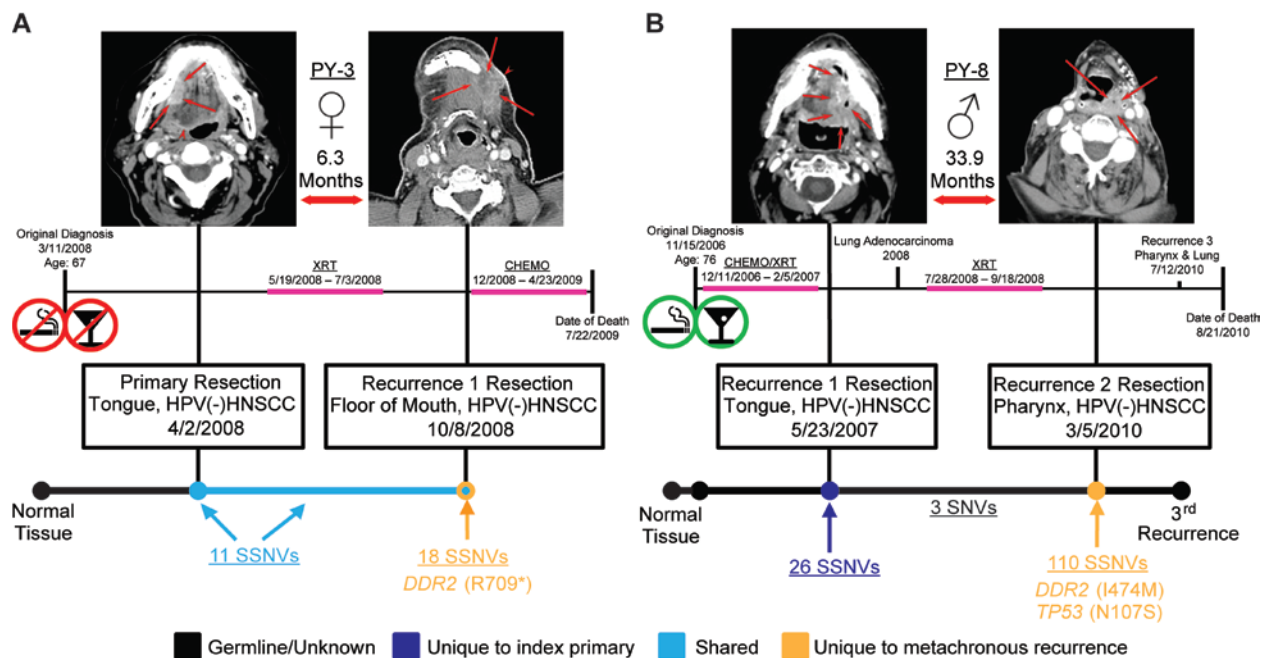 A
PY-3
6.3
Months
Original Diagnosis
3/11/2008
Age: 67
XRT
5/19/2008 – 7/3/2008
CHEMO
12/2008 – 4/23/2009
Date of Death
7/22/2009
Primary Resection
Tongue, HPV(-)HNSCC
4/2/2008
Recurrence 1 Resection
Floor of Mouth, HPV(-)HNSCC
10/8/2008
Normal
Tissue
11 SSNVs
18 SSNVs
DDR2 (R709*)
B
PY-8
33.9
Months
Original Diagnosis
11/15/2006
Age: 76
CHEMO/XRT
12/11/2006 – 2/5/2007
Lung Adenocarcinoma
2008
XRT
7/28/2008 – 9/18/2008
Recurrence 3
Pharynx & Lung
7/12/2010
Date of Death
8/21/2010
Recurrence 1 Resection
Tongue, HPV(-)HNSCC
5/23/2007
Recurrence 2 Resection
Pharynx, HPV(-)HNSCC
3/5/2010
Normal
Tissue
3 SNVs
3rd
Recurrence
26 SSNVs
110 SSNVs
DDR2 (I474M)
TP53 (N107S)
Germline/Unknown
Unique to index primary
Shared
Unique to metachronous recurrence